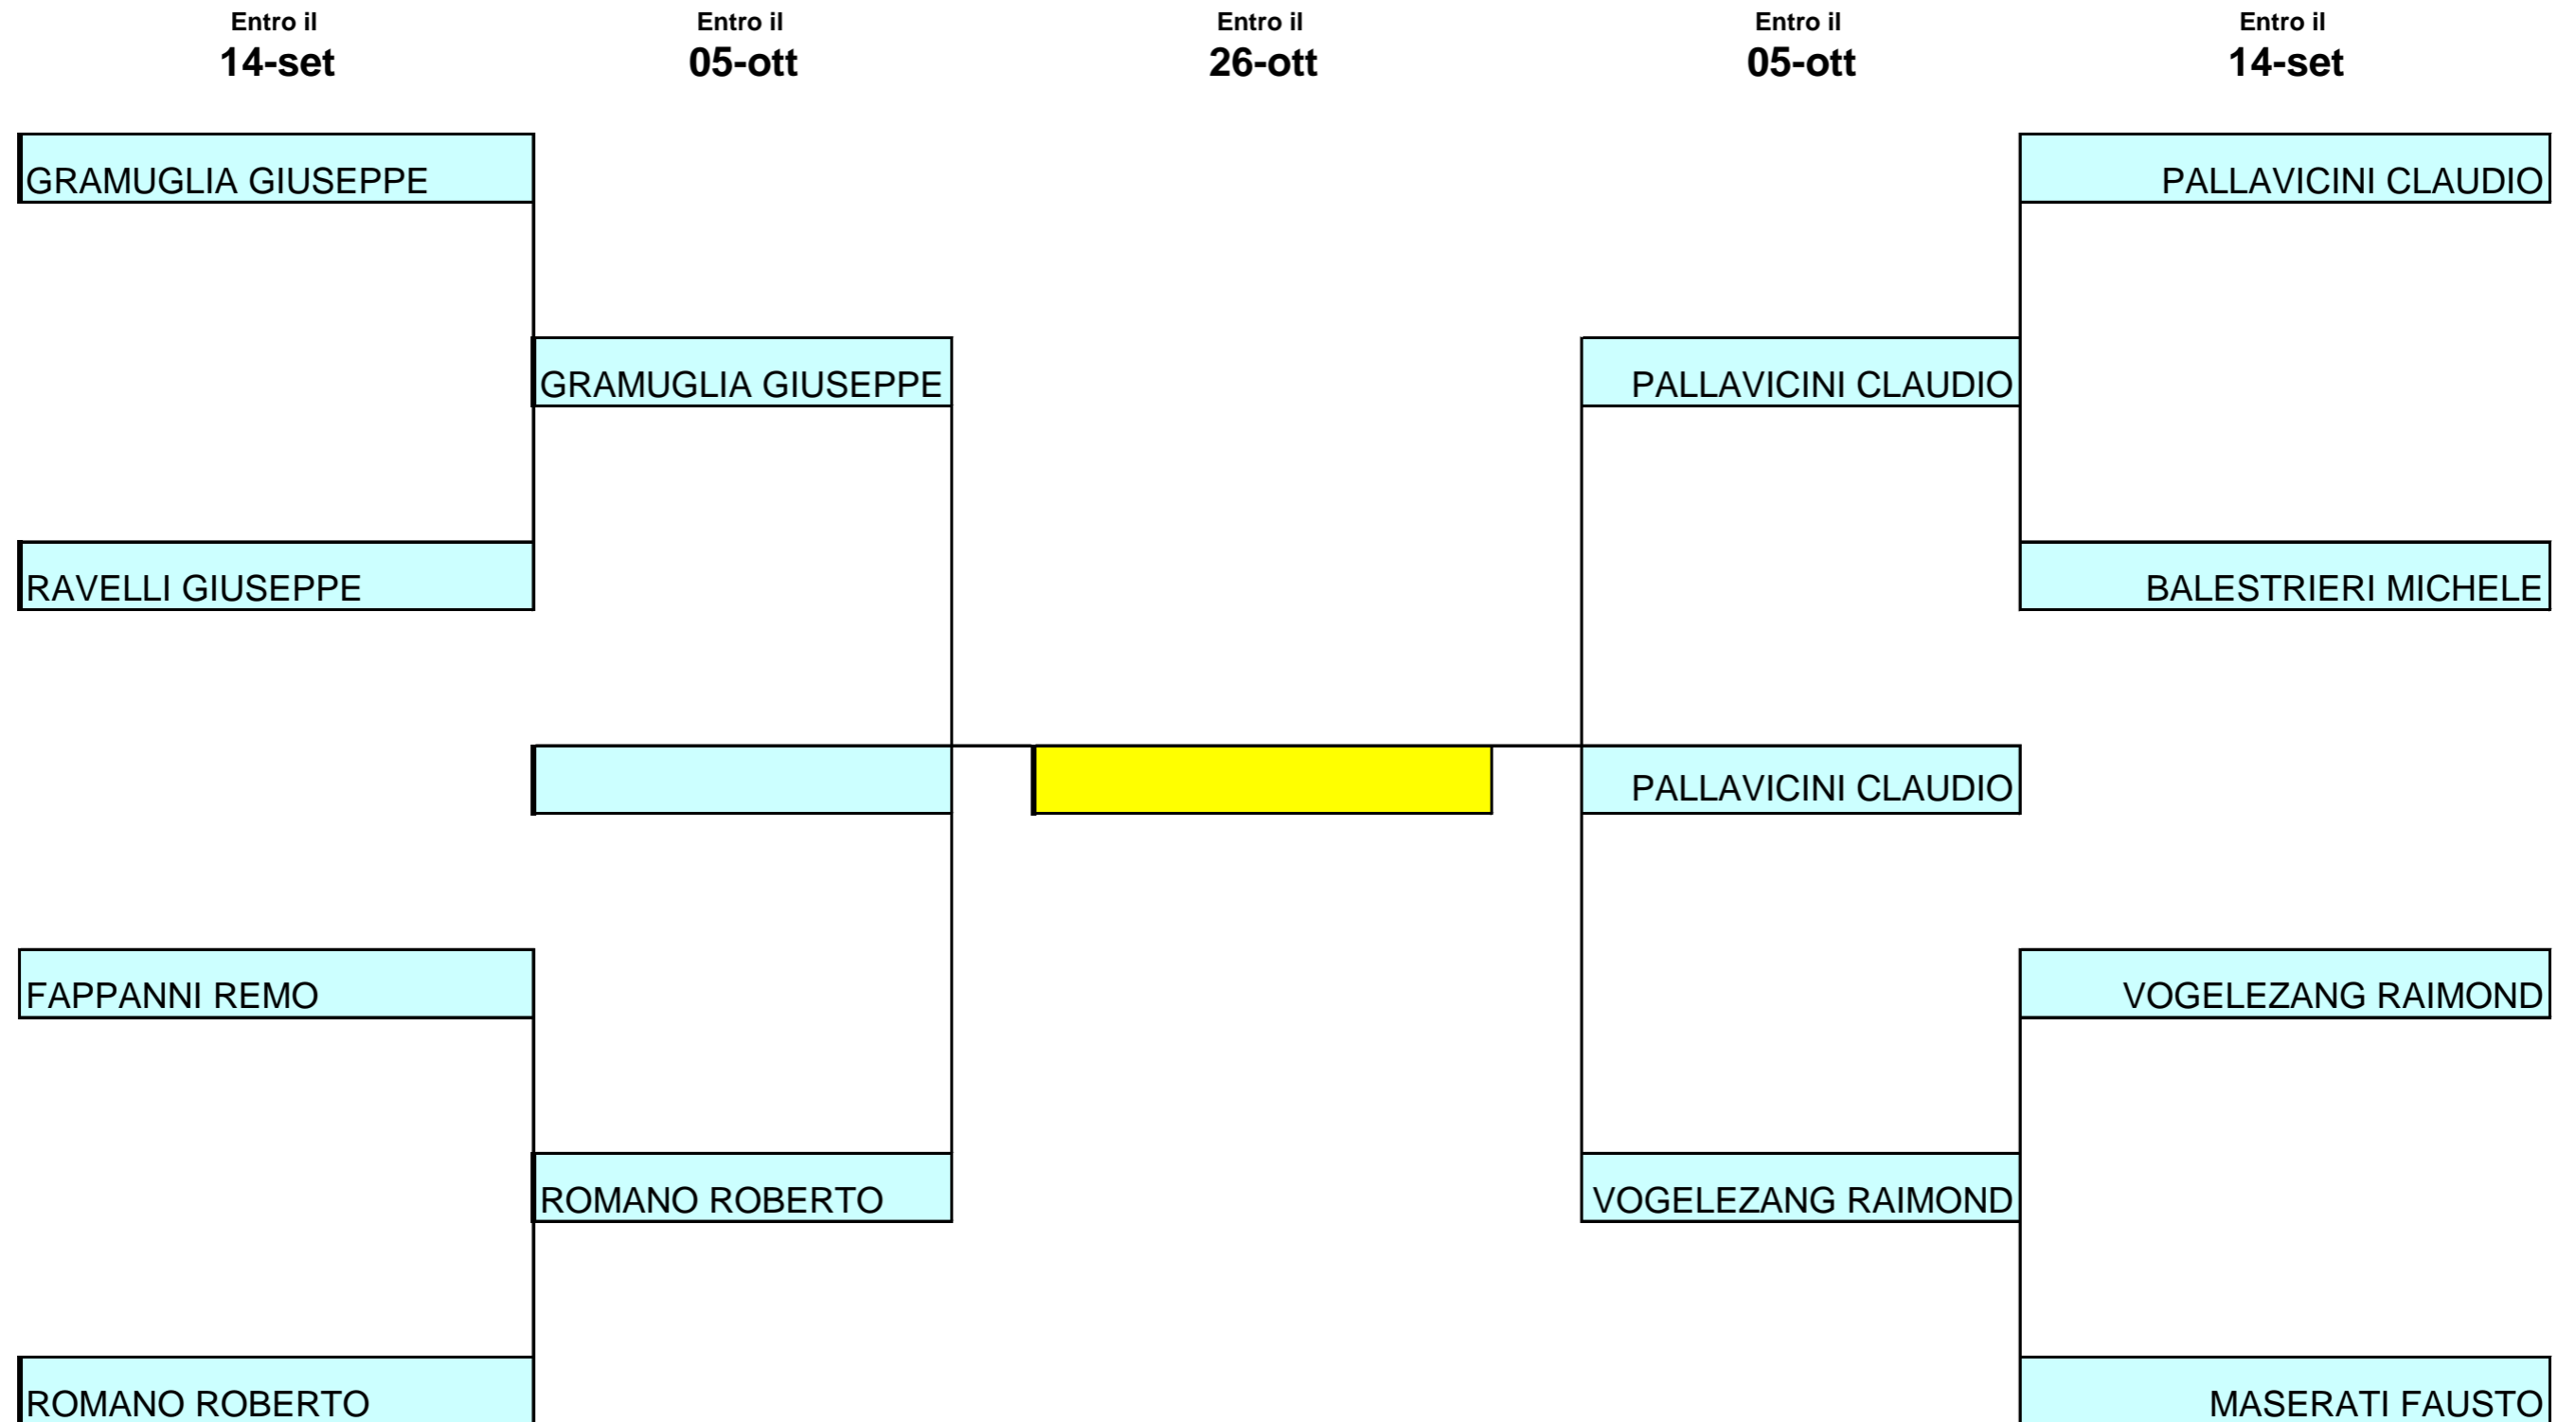 Entro il Entro il Entro il Entro il Entro il
14-set 05-ott 26-ott 05-ott 14-set
GRAMUGLIA GIUSEPPE PALLAVICINI CLAUDIO
GRAMUGLIA GIUSEPPE PALLAVICINI CLAUDIO
RAVELLI GIUSEPPE BALESTRIERI MICHELE
PALLAVICINI CLAUDIO
FAPPANNI REMO VOGELEZANG RAIMOND
ROMANO ROBERTO VOGELEZANG RAIMOND
ROMANO ROBERTO MASERATI FAUSTO